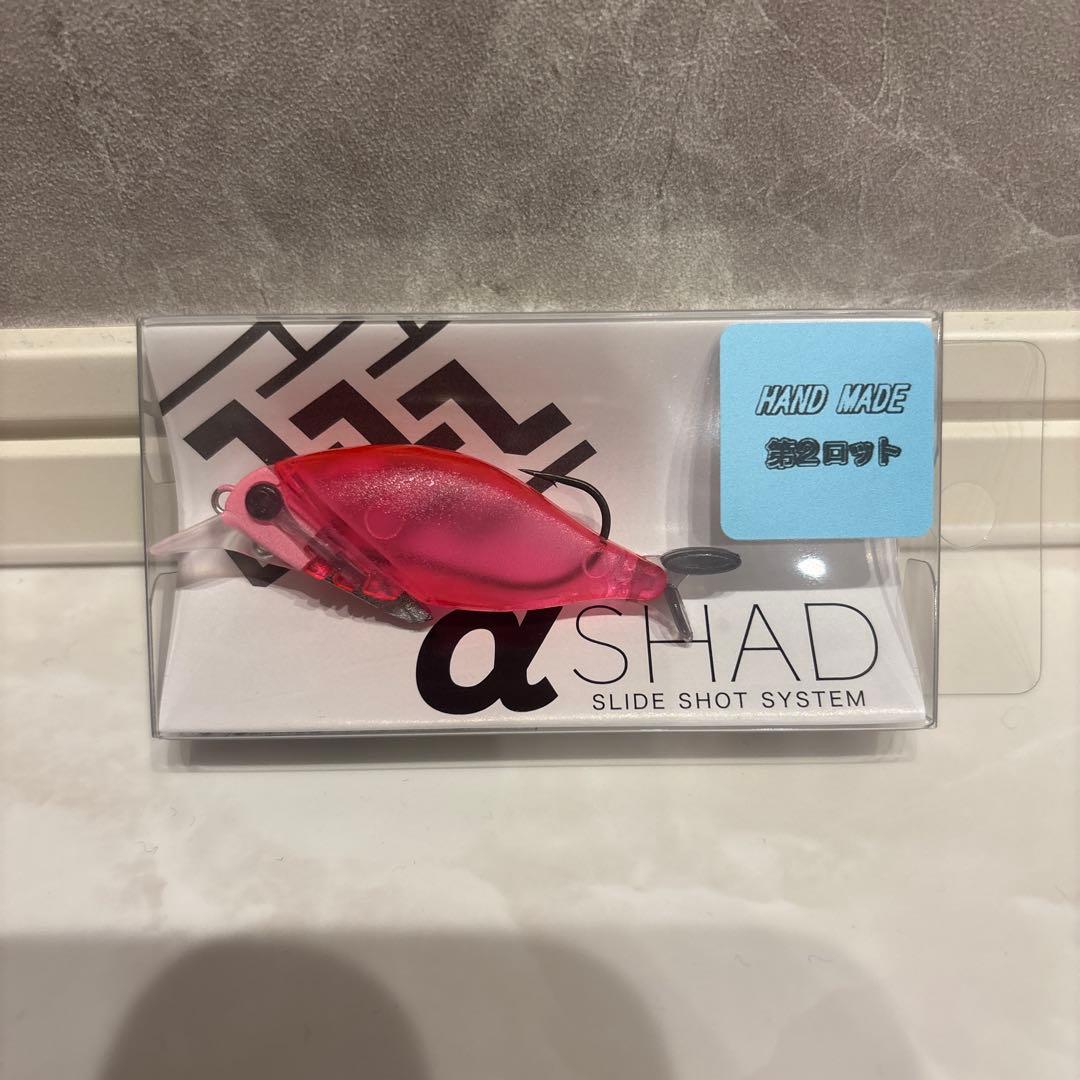 HAND MADE
第2ロット
αSHAD
SLIDE SHOT SYSTEM